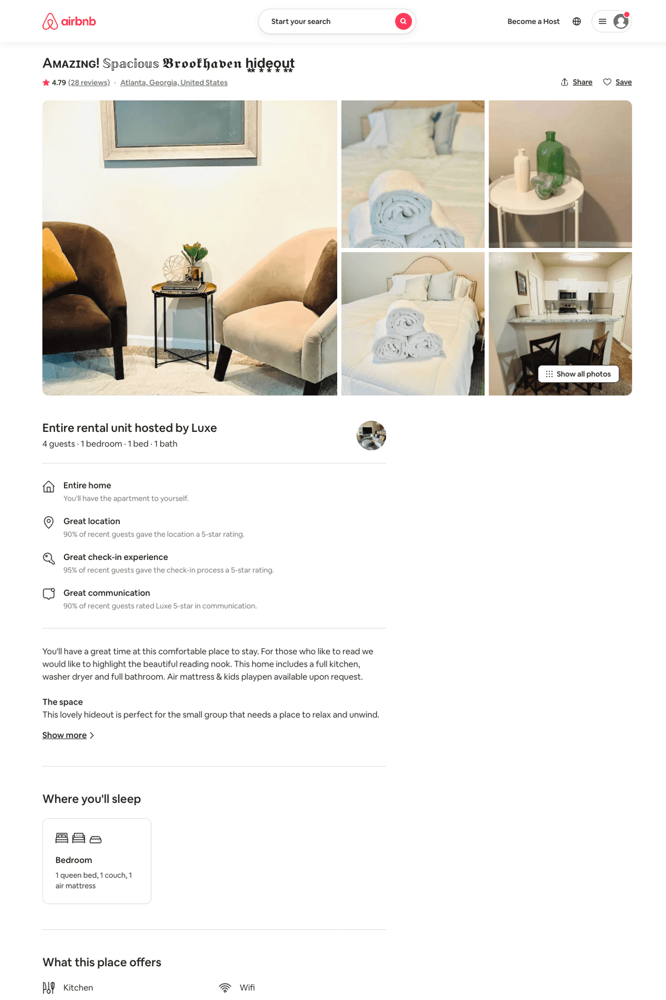 airbnb
Start your search
Become a Host
Aᴍᴀᴢɪɴɢ! 𝕊𝕡𝕒𝕔𝕚𝕠𝕦𝕤 𝕭𝖗𝖔𝖔𝖐𝖍𝖆𝖛𝖊𝖓 h͙i͙d͙e͙o͙u͙t͙
4.79 (28 reviews) · Atlanta, Georgia, United States
Share
Save
Show all photos
Entire rental unit hosted by Luxe
4 guests · 1 bedroom · 1 bed · 1 bath
Entire home
You'll have the apartment to yourself.
Great location
90% of recent guests gave the location a 5-star rating.
Great check-in experience
95% of recent guests gave the check-in process a 5-star rating.
Great communication
90% of recent guests rated Luxe 5-star in communication.
You'll have a great time at this comfortable place to stay. For those who like to read we
would like to highlight the beautiful reading nook. This home includes a full kitchen,
washer dryer and full bathroom. Air mattress & kids playpen available upon request.
The space
This lovely hideout is perfect for the small group that needs a place to relax and unwind.
Show more
Where you'll sleep
Bedroom
1 queen bed, 1 couch, 1
air mattress
What this place offers
Kitchen
Wifi